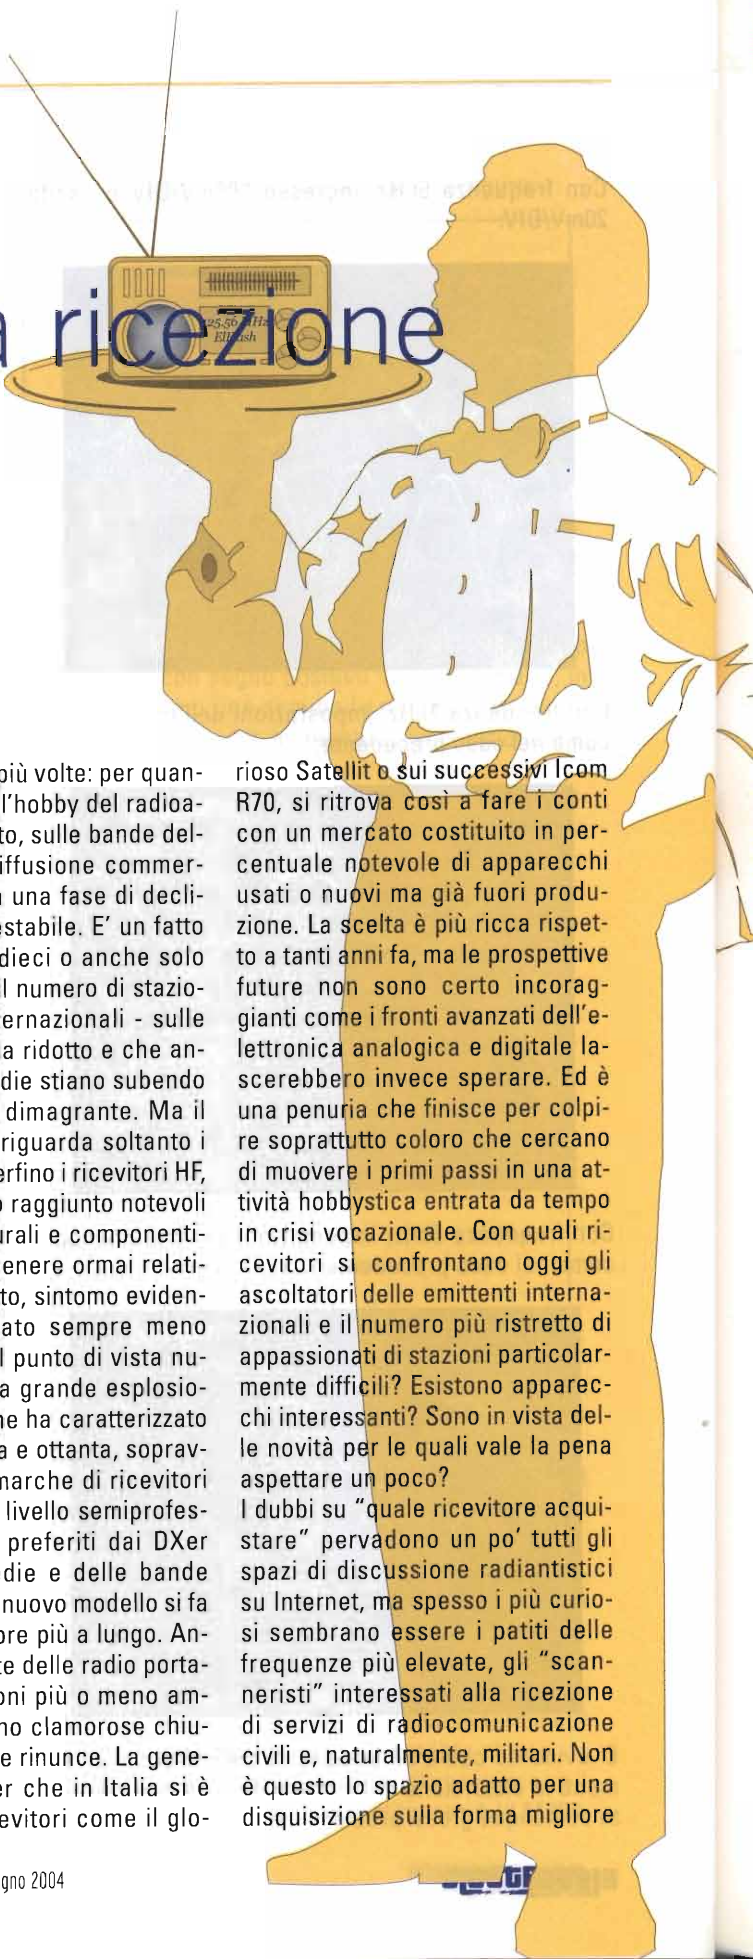 ricezione
125.56 MHz
ElFlash
più volte: per quan-
l'hobby del radioa-
to, sulle bande del-
iffusione commer-
una fase di decli-
stabile. E' un fatto
dieci o anche solo
l numero di stazio-
ernazionali - sulle
a ridotto e che an-
die stiano subendo
dimagrante. Ma il
riguarda soltanto i
erfino i ricevitori HF,
o raggiunto notevoli
urali e componenti-
enere ormai relati-
to, sintomo eviden-
ato sempre meno
l punto di vista nu-
a grande esplosio-
ne ha caratterizzato
a e ottanta, soprav-
marche di ricevitori
livello semiprofes-
preferiti dai DXer
die e delle bande
nuovo modello si fa
ore più a lungo. An-
te delle radio porta-
oni più o meno am-
no clamorose chiu-
e rinunce. La gene-
er che in Italia si è
evitori come il glo-
rioso Satellit o sui successivi Icom
R70, si ritrova così a fare i conti
con un mercato costituito in per-
centuale notevole di apparecchi
usati o nuovi ma già fuori produ-
zione. La scelta è più ricca rispet-
to a tanti anni fa, ma le prospettive
future non sono certo incorag-
gianti come i fronti avanzati dell'e-
lettronica analogica e digitale la-
scerebbero invece sperare. Ed è
una penuria che finisce per colpi-
re soprattutto coloro che cercano
di muovere i primi passi in una at-
tività hobbystica entrata da tempo
in crisi vocazionale. Con quali ri-
cevitori si confrontano oggi gli
ascoltatori delle emittenti interna-
zionali e il numero più ristretto di
appassionati di stazioni particolar-
mente difficili? Esistono apparec-
chi interessanti? Sono in vista del-
le novità per le quali vale la pena
aspettare un poco?
I dubbi su "quale ricevitore acqui-
stare" pervadono un po' tutti gli
spazi di discussione radiantistici
su Internet, ma spesso i più curio-
si sembrano essere i patiti delle
frequenze più elevate, gli "scan-
neristi" interessati alla ricezione
di servizi di radiocomunicazione
civili e, naturalmente, militari. Non
è questo lo spazio adatto per una
disquisizione sulla forma migliore
gno 2004